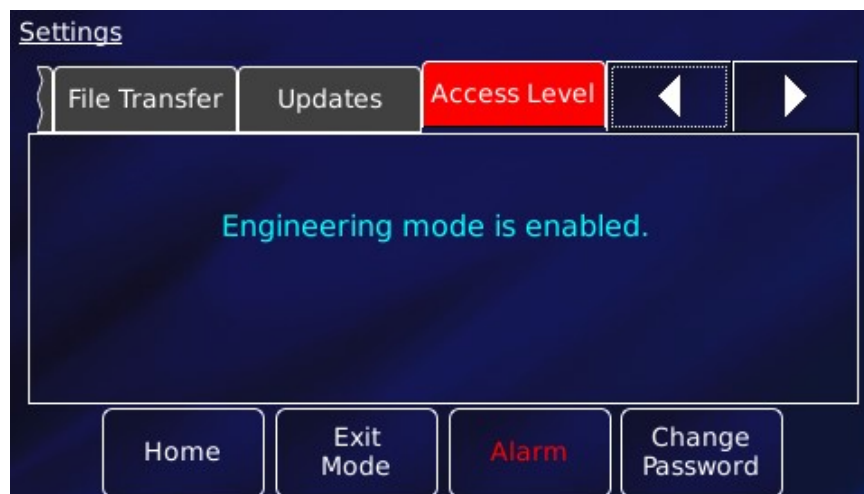 Settings
File Transfer
Updates
Access Level
Engineering mode is enabled.
Home
Exit
Mode
Alarm
Change
Password